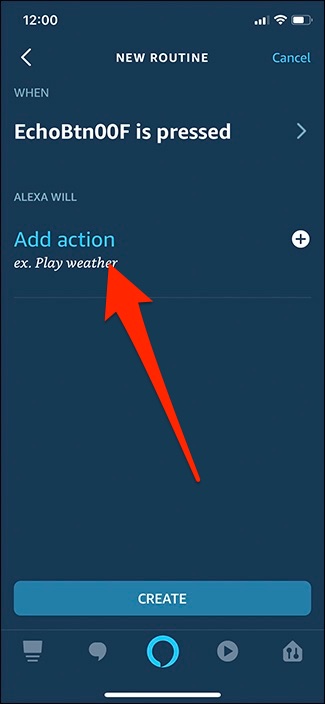 12:00
NEW ROUTINE
Cancel
WHEN
EchoBtn00F is pressed
ALEXA WILL
Add action
ex. Play weather
CREATE